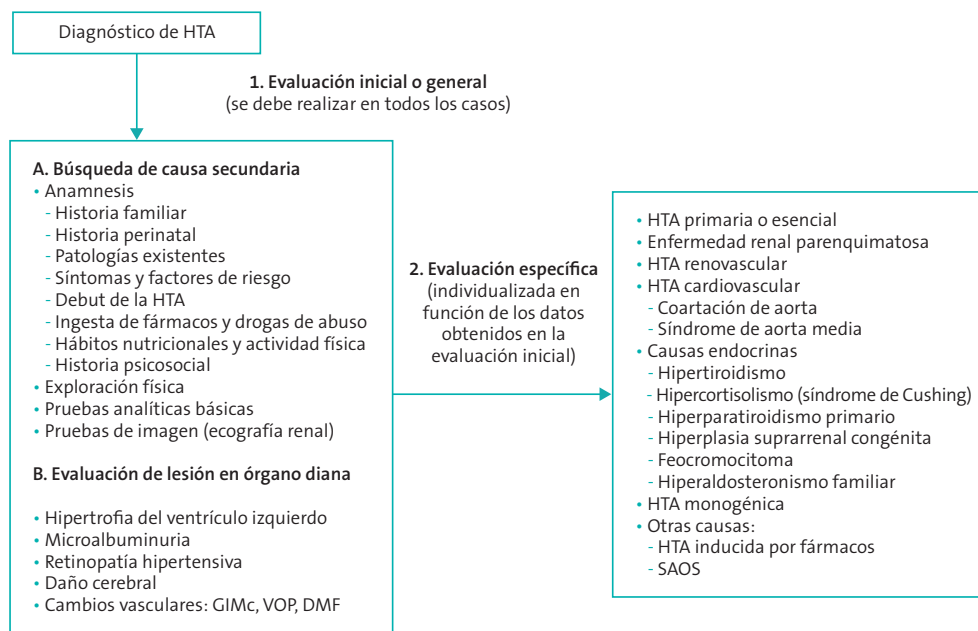 Diagnóstico de HTA
1. Evaluación inicial o general
(se debe realizar en todos los casos)
A. Búsqueda de causa secundaria
• Anamnesis
- Historia familiar
- Historia perinatal
- Patologías existentes
- Síntomas y factores de riesgo
- Debut de la HTA
- Ingesta de fármacos y drogas de abuso
- Hábitos nutricionales y actividad física
- Historia psicosocial
• Exploración física
• Pruebas analíticas básicas
• Pruebas de imagen (ecografía renal)
B. Evaluación de lesión en órgano diana
• Hipertrofia del ventrículo izquierdo
• Microalbuminuria
• Retinopatía hipertensiva
• Daño cerebral
• Cambios vasculares: GIMc, VOP, DMF
2. Evaluación específica
(individualizada en
función de los datos
obtenidos en la
evaluación inicial)
• HTA primaria o esencial
• Enfermedad renal parenquimatosa
• HTA renovascular
• HTA cardiovascular
- Coartación de aorta
- Síndrome de aorta media
• Causas endocrinas
- Hipertiroidismo
- Hipercortisolismo (síndrome de Cushing)
- Hiperparatiroidismo primario
- Hiperplasia suprarrenal congénita
- Feocromocitoma
- Hiperaldosteronismo familiar
• HTA monogénica
• Otras causas:
- HTA inducida por fármacos
- SAOS